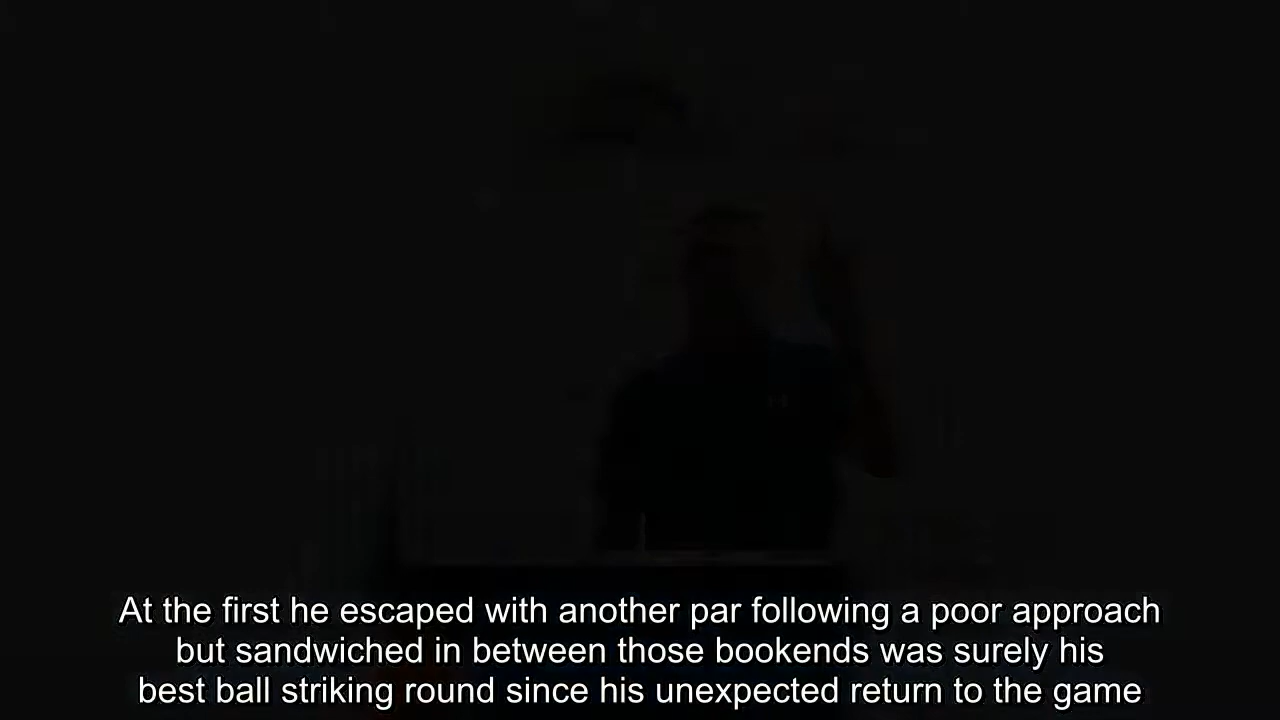 At the first he escaped with another par following a poor approach
but sandwiched in between those bookends was surely his
best ball striking round since his unexpected return to the game